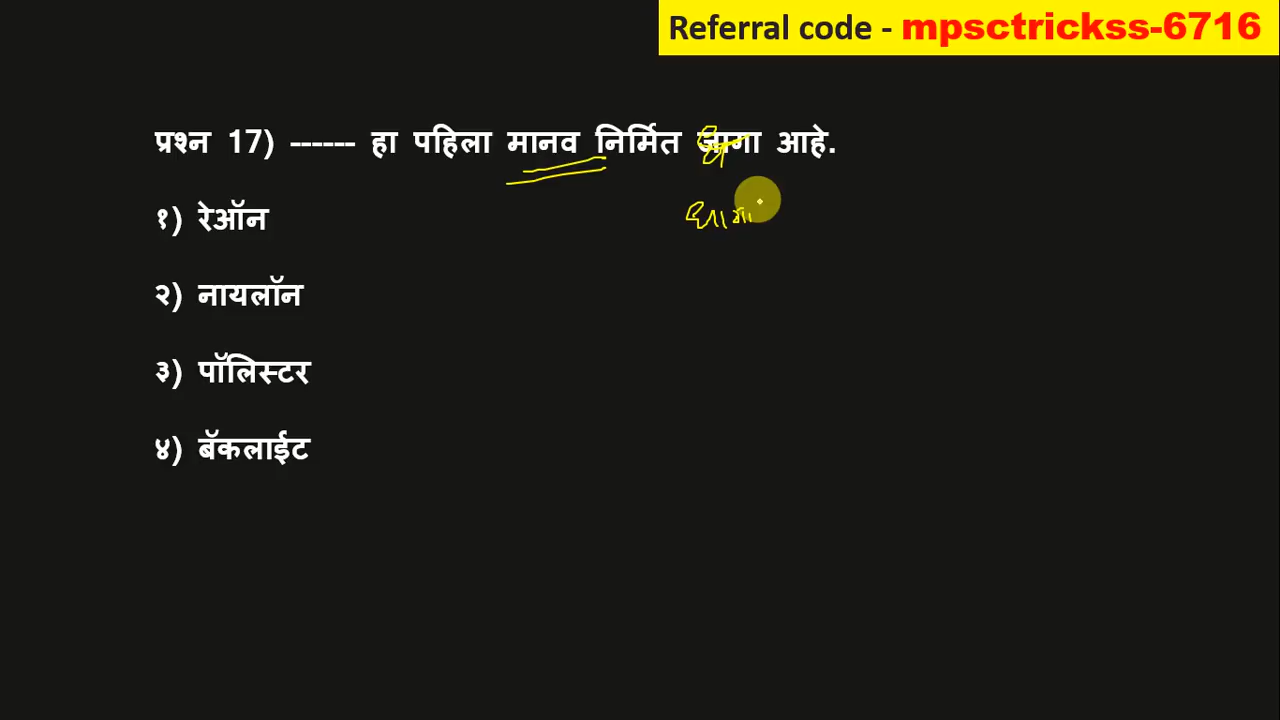 Referral code - mpsctrickss-6716
प्रश्न 17) ------ हा पहिला मानव निर्मित जागा आहे.
धागा
१) रेऑन
२) नायलॉन
३) पॉलिस्टर
४) बॅकलाईट